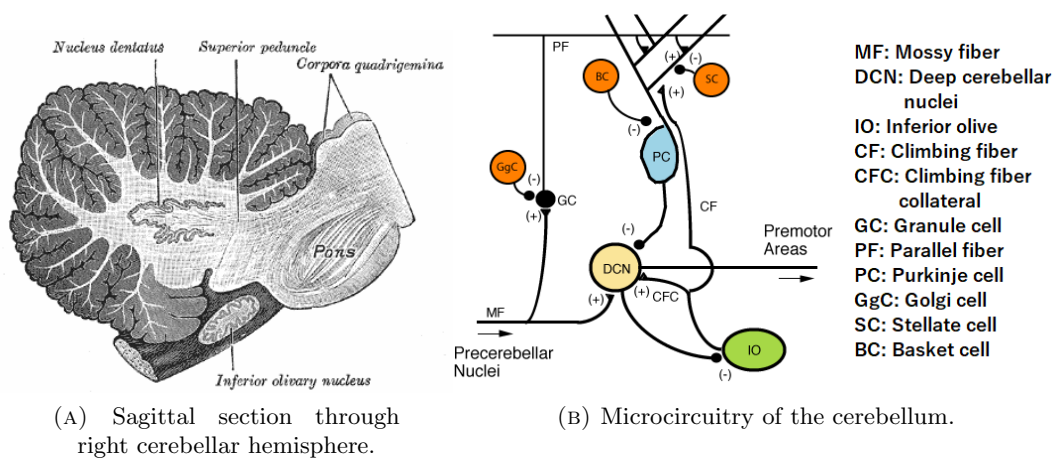 Nucleus dentatus
Superior peduncle
Corpora quadrigemina
Pons
Inferior olivary nucleus
(A) Sagittal section through
right cerebellar hemisphere.
PF
(+)
(-)
BC
SC
(+)
(-)
PC
GgC
(-)
GC
(+)
CF
(-)
Premotor
Areas
DCN
(+)
(+)
CFC
MF
Precerebellar
Nuclei
IO
(-)
MF: Mossy fiber
DCN: Deep cerebellar
nuclei
IO: Inferior olive
CF: Climbing fiber
CFC: Climbing fiber
collateral
GC: Granule cell
PF: Parallel fiber
PC: Purkinje cell
GgC: Golgi cell
SC: Stellate cell
BC: Basket cell
(B) Microcircuitry of the cerebellum.